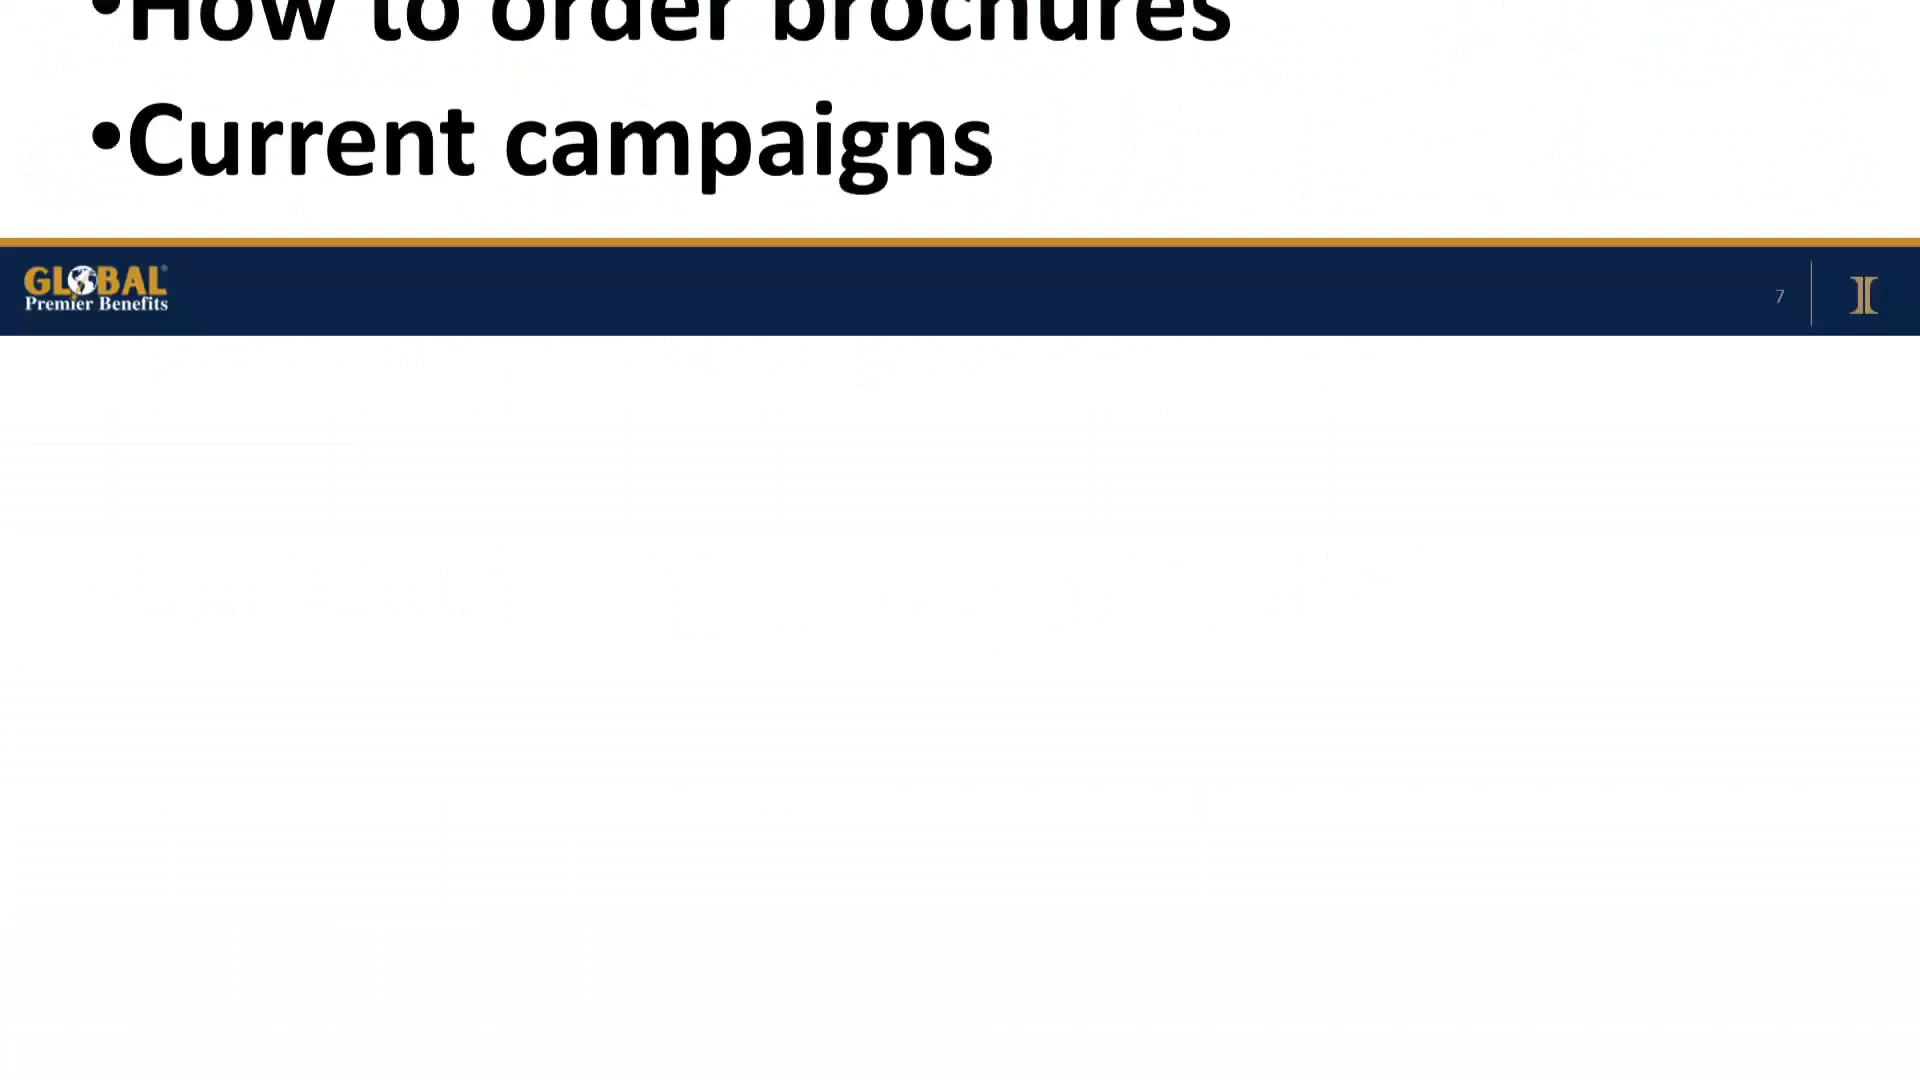 •How to order brochures
•Current campaigns
GLOBAL®
Premier Benefits
7
I